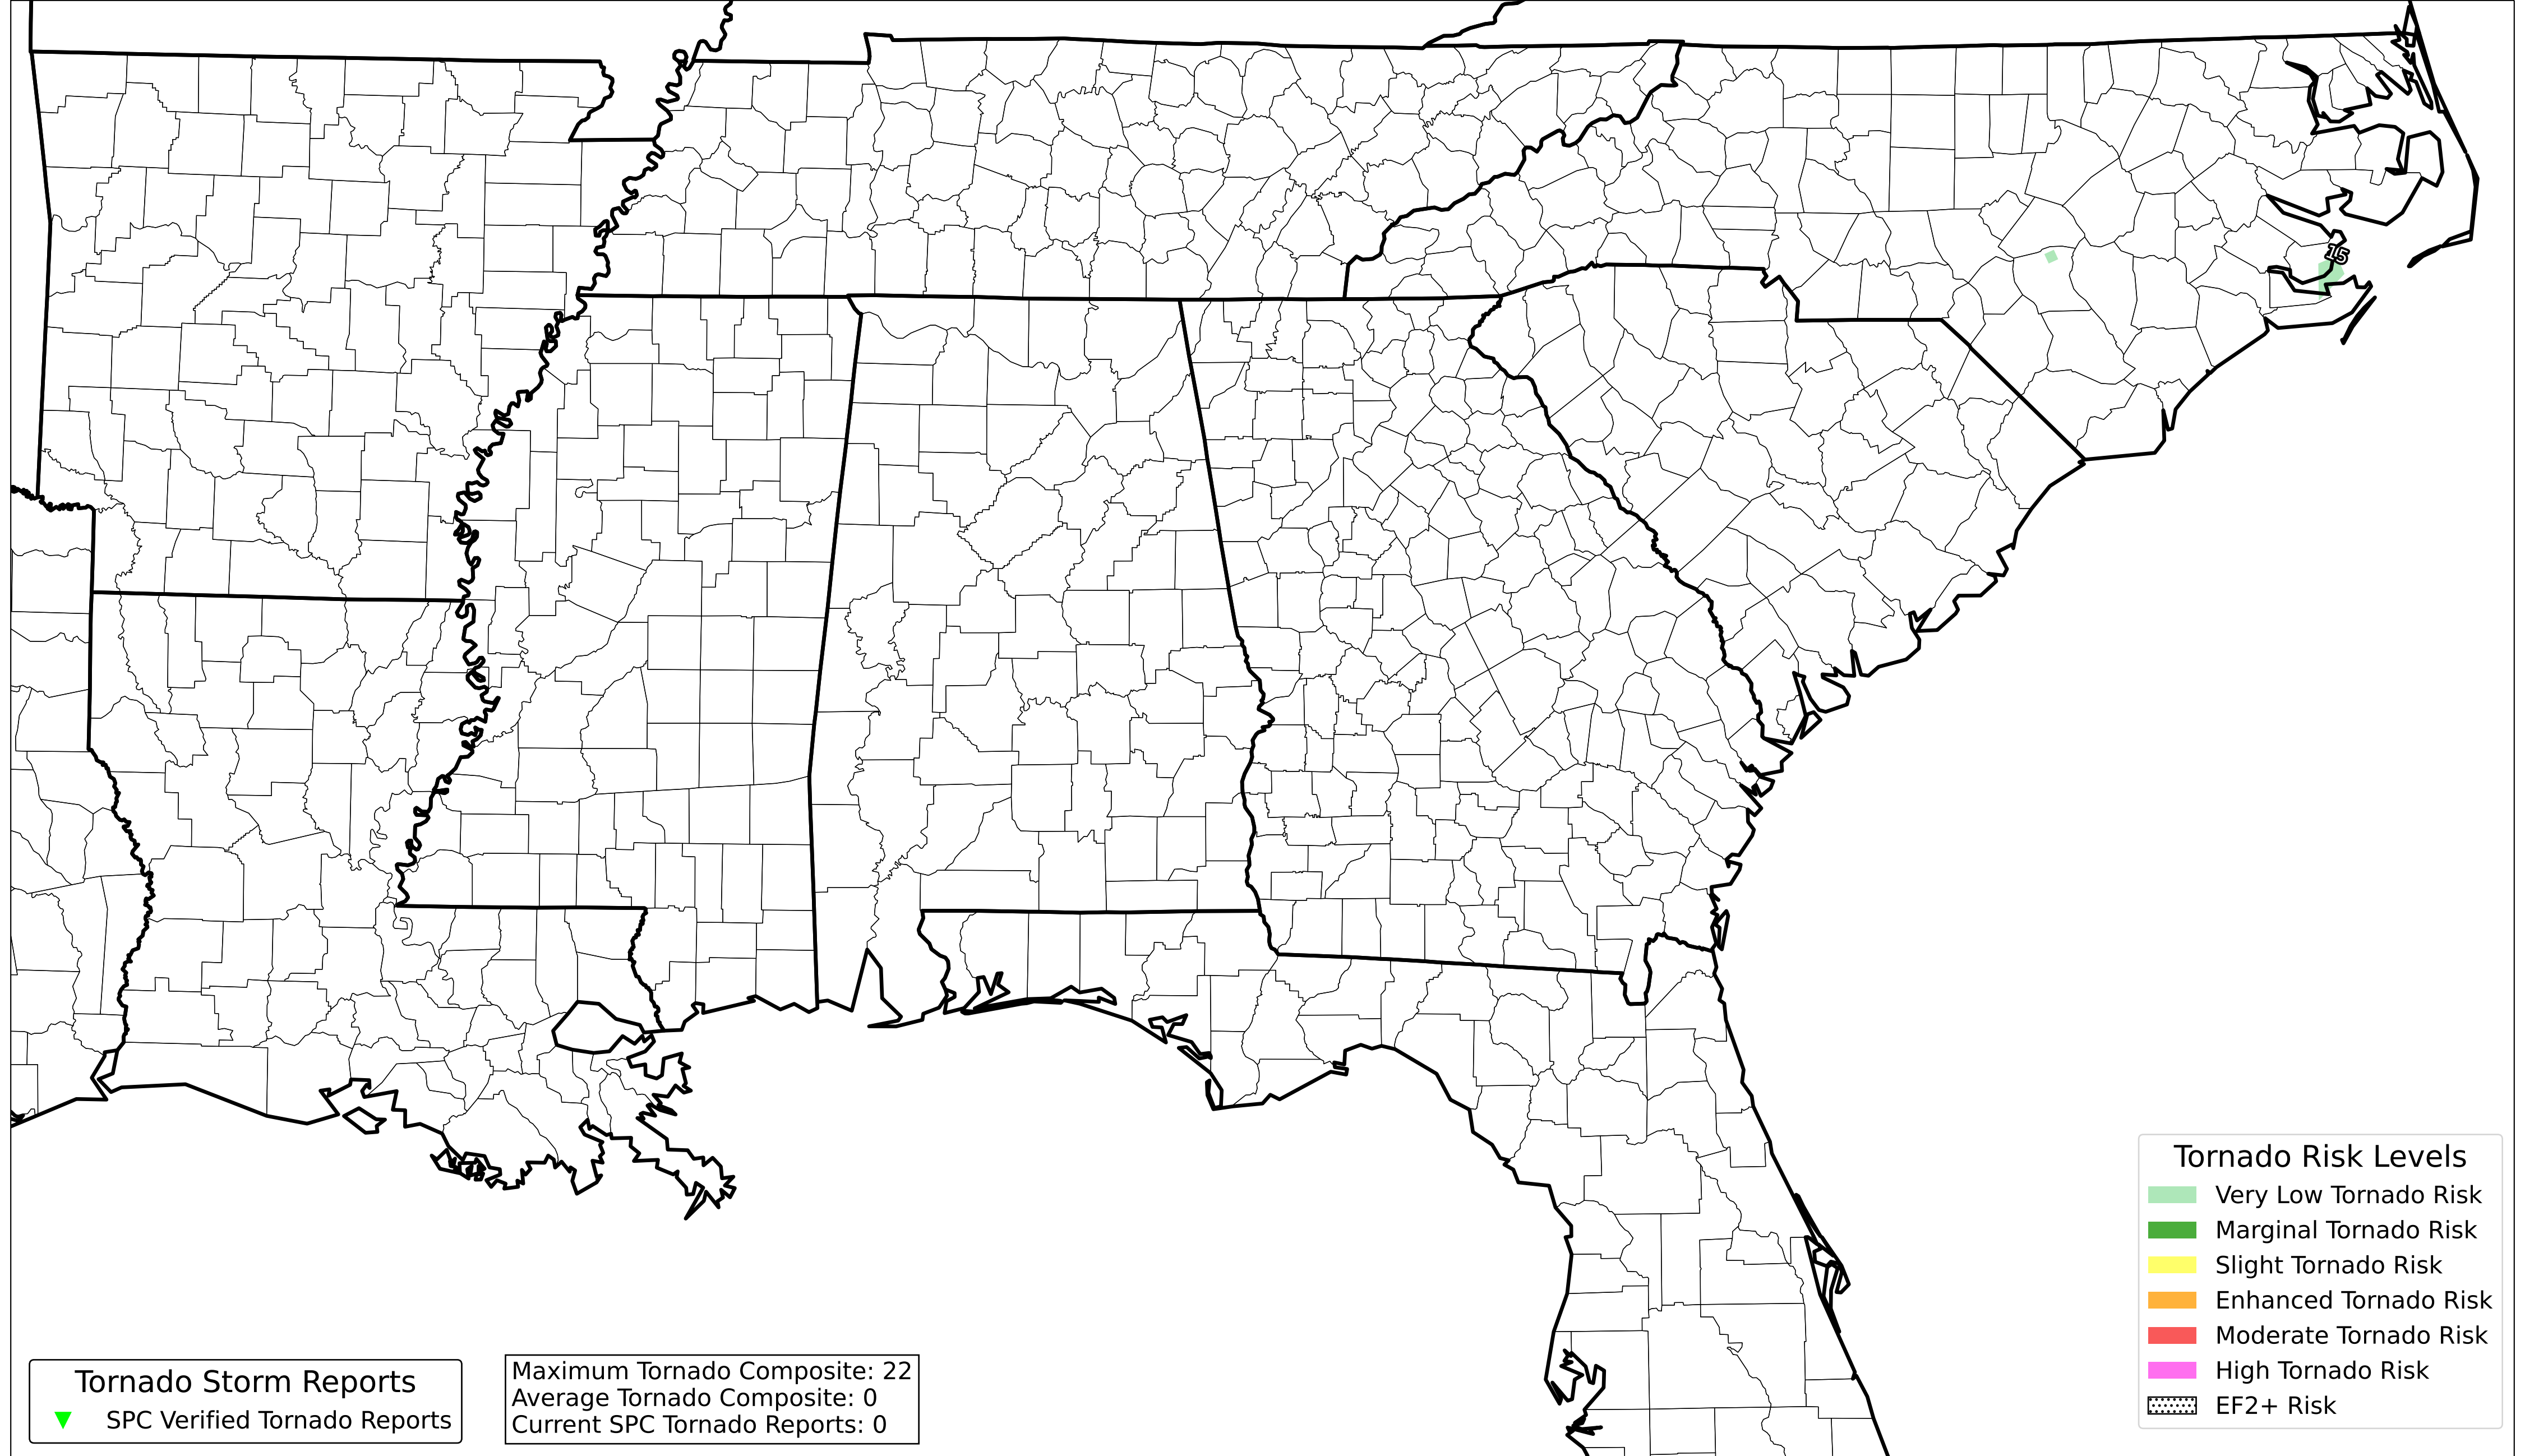 15
Tornado Risk Levels
Very Low Tornado Risk
Marginal Tornado Risk
Slight Tornado Risk
Enhanced Tornado Risk
Moderate Tornado Risk
High Tornado Risk
EF2+ Risk
Tornado Storm Reports
SPC Verified Tornado Reports
Maximum Tornado Composite: 22
Average Tornado Composite: 0
Current SPC Tornado Reports: 0